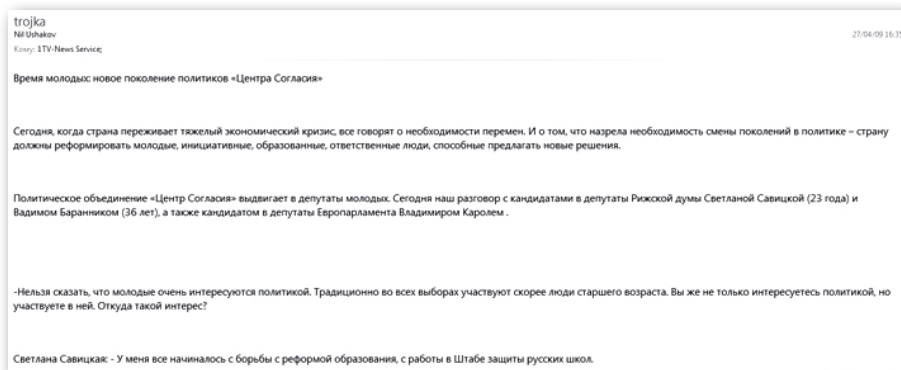 trojka
Nil Ushakov
27/04/09 16:35
Кому: 1TV-News Service;
Время молодых: новое поколение политиков «Центра Согласия»
Сегодня, когда страна переживает тяжелый экономический кризис, все говорят о необходимости перемен. И о том, что назрела необходимость смены поколений в политике – страну
должны реформировать молодые, инициативные, образованные, ответственные люди, способные предлагать новые решения.
Политическое объединение «Центр Согласия» выдвигает в депутаты молодых. Сегодня наш разговор с кандидатами в депутаты Рижской думы Светланой Савицкой (23 года) и
Вадимом Баранником (36 лет), а также кандидатом в депутаты Европарламента Владимиром Каролем .
-Нельзя сказать, что молодые очень интересуются политикой. Традиционно во всех выборах участвуют скорее люди старшего возраста. Вы же не только интересуетесь политикой, но
участвуете в ней. Откуда такой интерес?
Светлана Савицкая: - У меня все начиналось с борьбы с реформой образования, с работы в Штабе защиты русских школ.